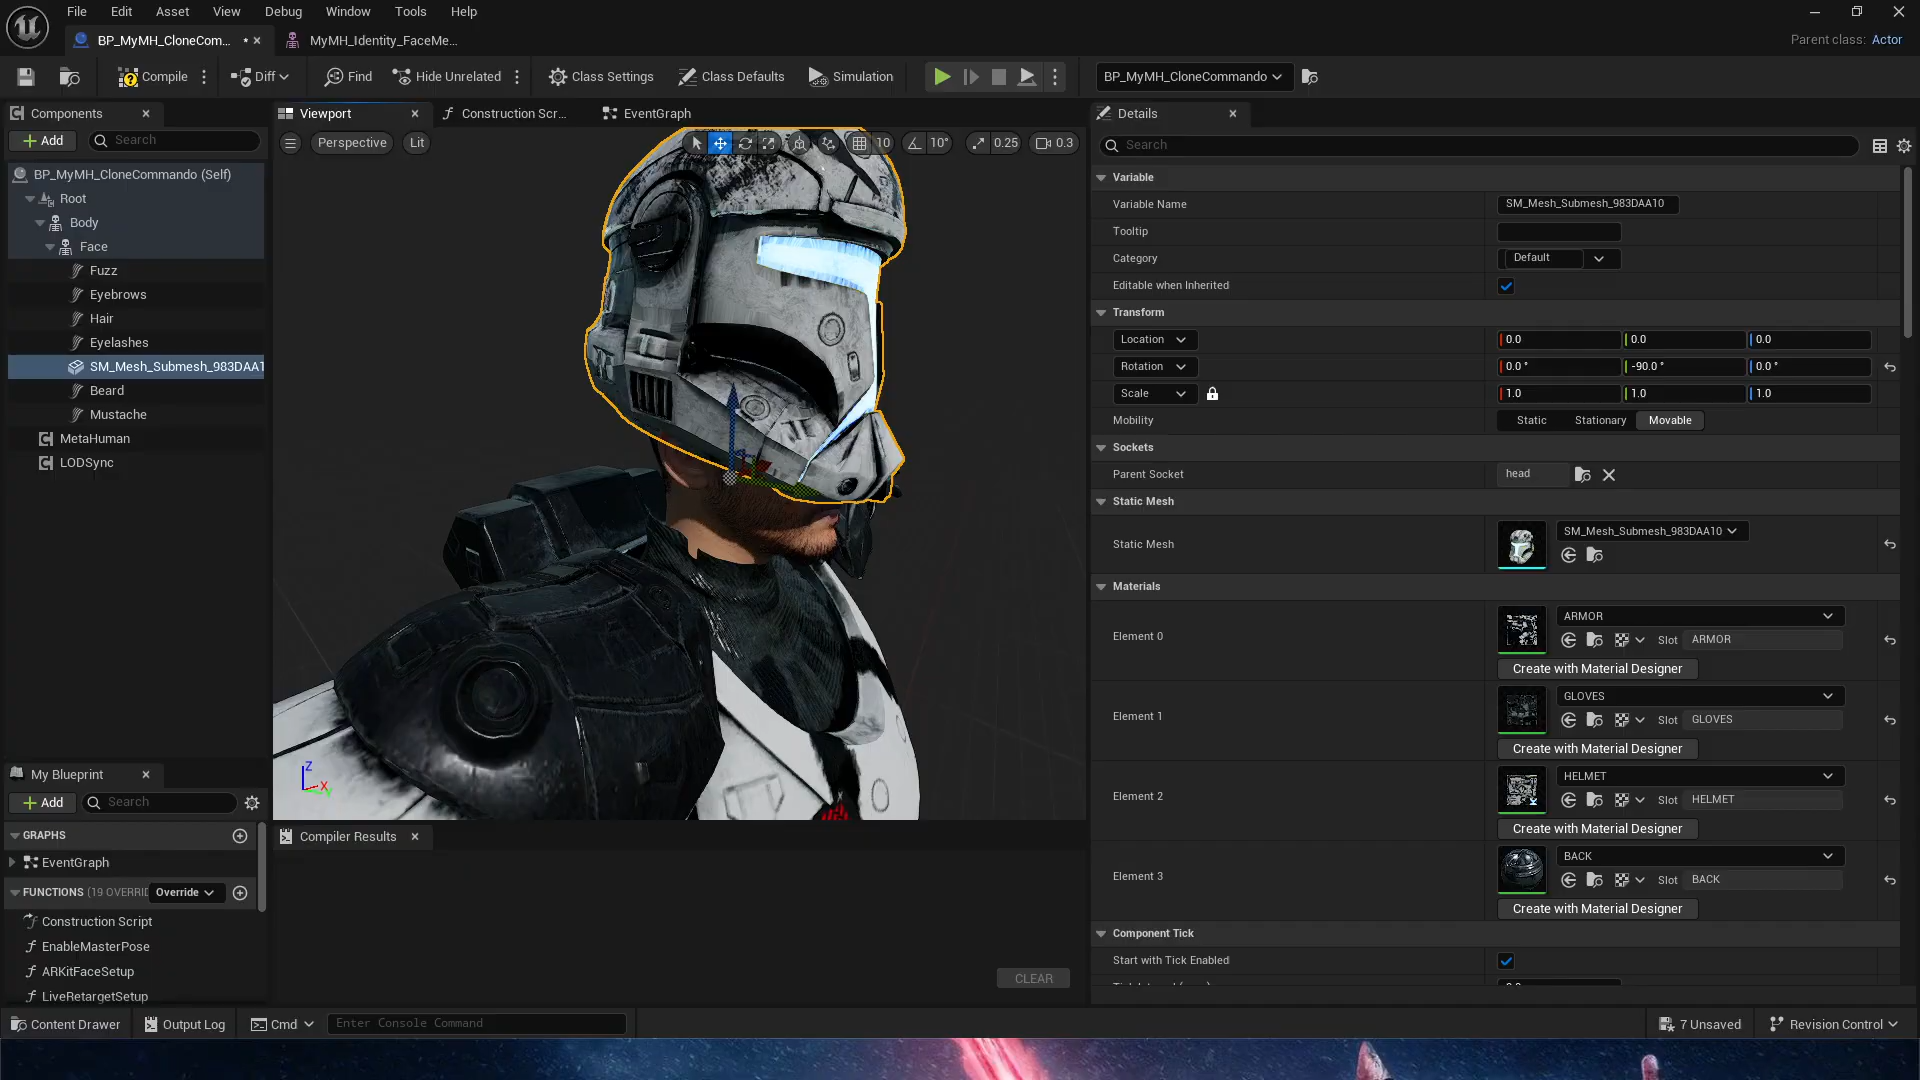 File Edit Asset View Debug Window Tools Help
BP_MyMH_CloneCom... MyMH_Identity_FaceMe...
Parent class: Actor
Compile Diff Find Hide Unrelated Class Settings Class Defaults Simulation BP_MyMH_CloneCommando
Components
Add Search
BP_MyMH_CloneCommando (Self)
Root
Body
Face
Fuzz
Eyebrows
Hair
Eyelashes
SM_Mesh_Submesh_983DAA1
Beard
Mustache
MetaHuman
LODSync
My Blueprint
Add Search
GRAPHS
EventGraph
FUNCTIONS (19 OVERRID Override
Construction Script
EnableMasterPose
ARKitFaceSetup
LiveRetargetSetup
Viewport Construction Scr... EventGraph
Perspective Lit 10 10° 0.25 0.3
Z
X
Y
Compiler Results
CLEAR
Details
Search
Variable
Variable Name SM_Mesh_Submesh_983DAA10
Tooltip
Category Default
Editable when Inherited
Transform
Location 0.0 0.0 0.0
Rotation 0.0 ° -90.0 ° 0.0 °
Scale 1.0 1.0 1.0
Mobility Static Stationary Movable
Sockets
Parent Socket head
Static Mesh
Static Mesh SM_Mesh_Submesh_983DAA10
Materials
Element 0 ARMOR
Slot ARMOR
Create with Material Designer
Element 1 GLOVES
Slot GLOVES
Create with Material Designer
Element 2 HELMET
Slot HELMET
Create with Material Designer
Element 3 BACK
Slot BACK
Create with Material Designer
Component Tick
Start with Tick Enabled
Content Drawer Output Log Cmd Enter Console Command 7 Unsaved Revision Control